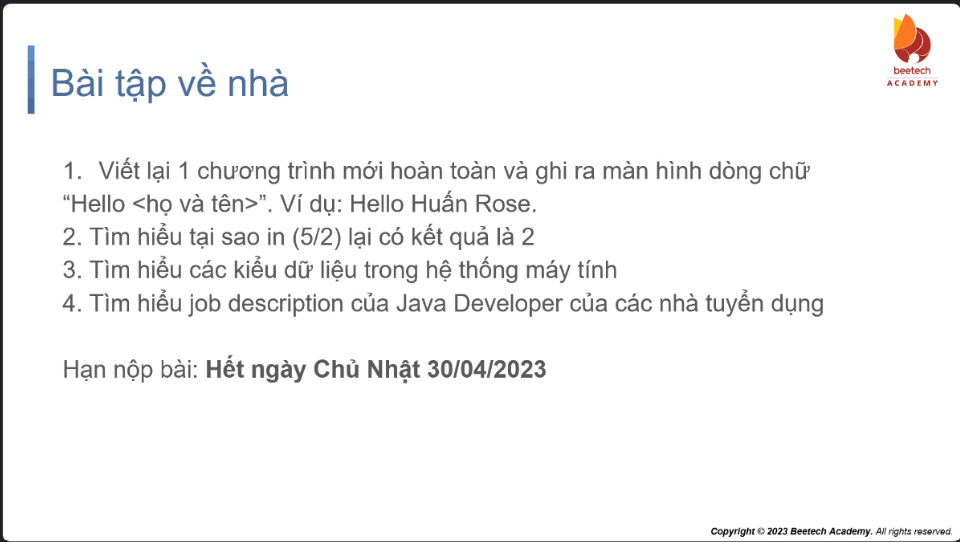 beetech
ACADEMY
Bài tập về nhà
1. Viết lại 1 chương trình mới hoàn toàn và ghi ra màn hình dòng chữ
“Hello <họ và tên>”. Ví dụ: Hello Huấn Rose.
2. Tìm hiểu tại sao in (5/2) lại có kết quả là 2
3. Tìm hiểu các kiểu dữ liệu trong hệ thống máy tính
4. Tìm hiểu job description của Java Developer của các nhà tuyển dụng
Hạn nộp bài: Hết ngày Chủ Nhật 30/04/2023
Copyright © 2023 Beetech Academy. All rights reserved.